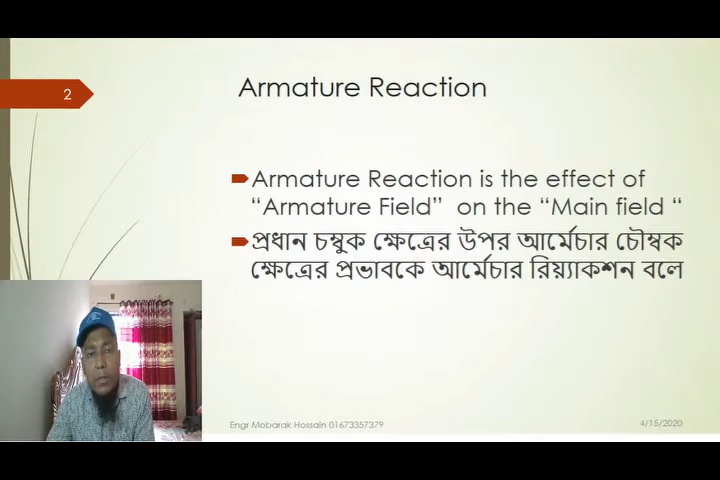 2
Armature Reaction
Armature Reaction is the effect of
“Armature Field” on the “Main field “
প্রধান চম্বুক ক্ষেত্রের উপর আর্মেচার চৌম্বক
ক্ষেত্রের প্রভাবকে আর্মেচার রিয়্যাকশন বলে
Engr Mobarak Hossain 01673357379
4/15/2020